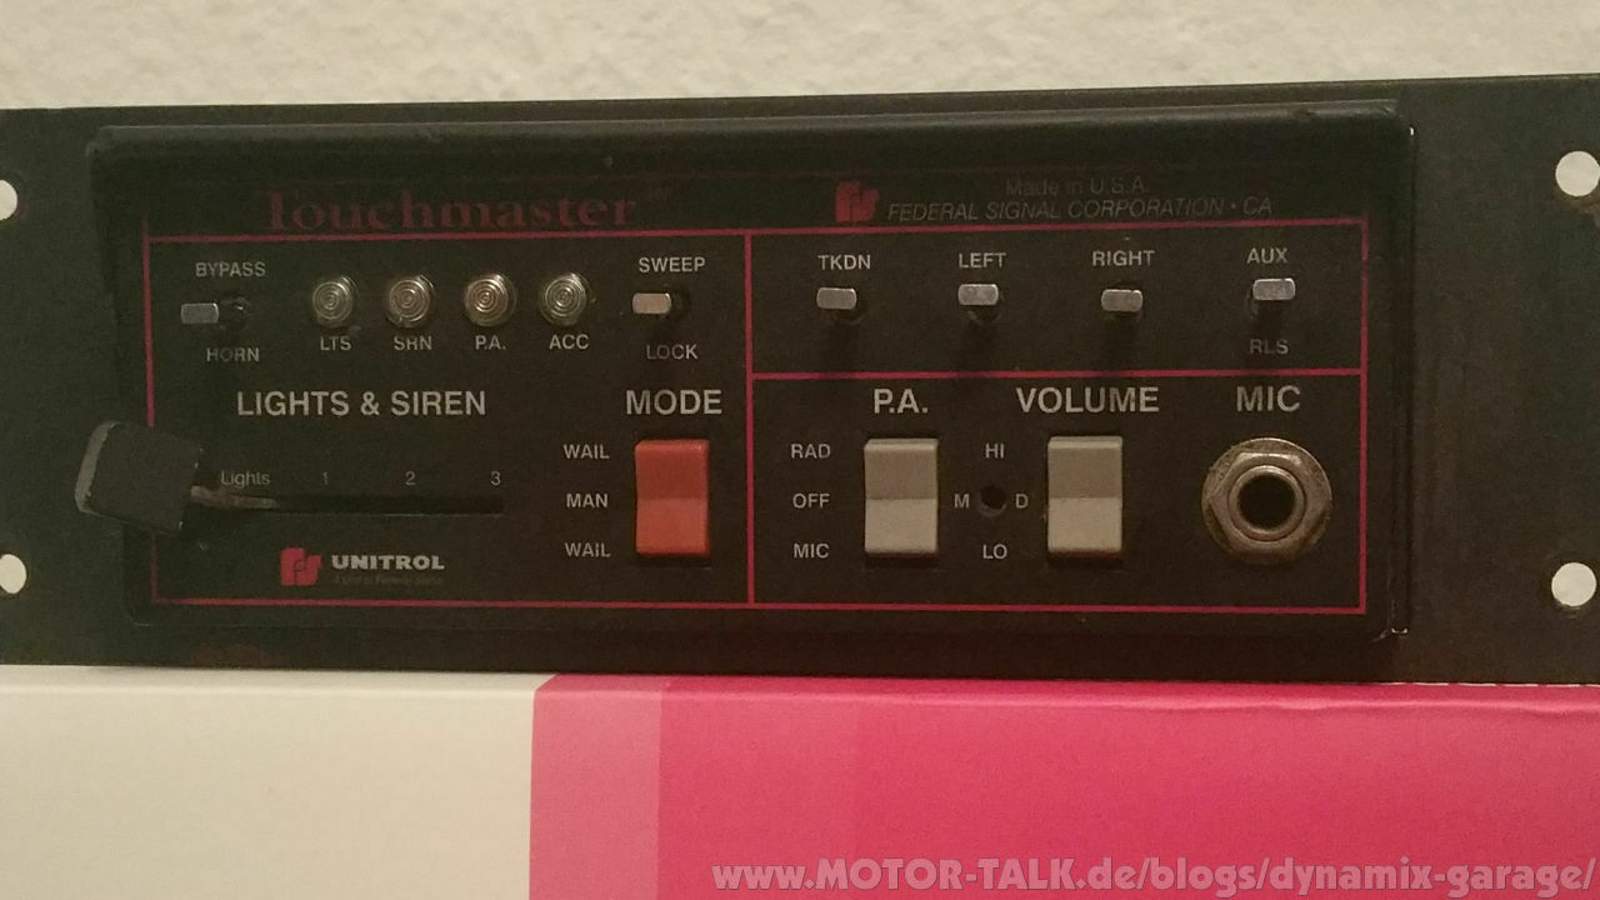 Touchmaster
Made in U.S.A.
FEDERAL SIGNAL CORPORATION • CA
BYPASS
HORN
LTS
SRN
P.A.
ACC
SWEEP
LOCK
TKDN
LEFT
RIGHT
AUX
RLS
LIGHTS & SIREN
MODE
Lights 1 2 3
WAIL
MAN
WAIL
UNITROL
P.A.
RAD
OFF
MIC
VOLUME
HI
M D
LO
MIC
www.MOTOR-TALK.de/blogs/dynamix-garage/